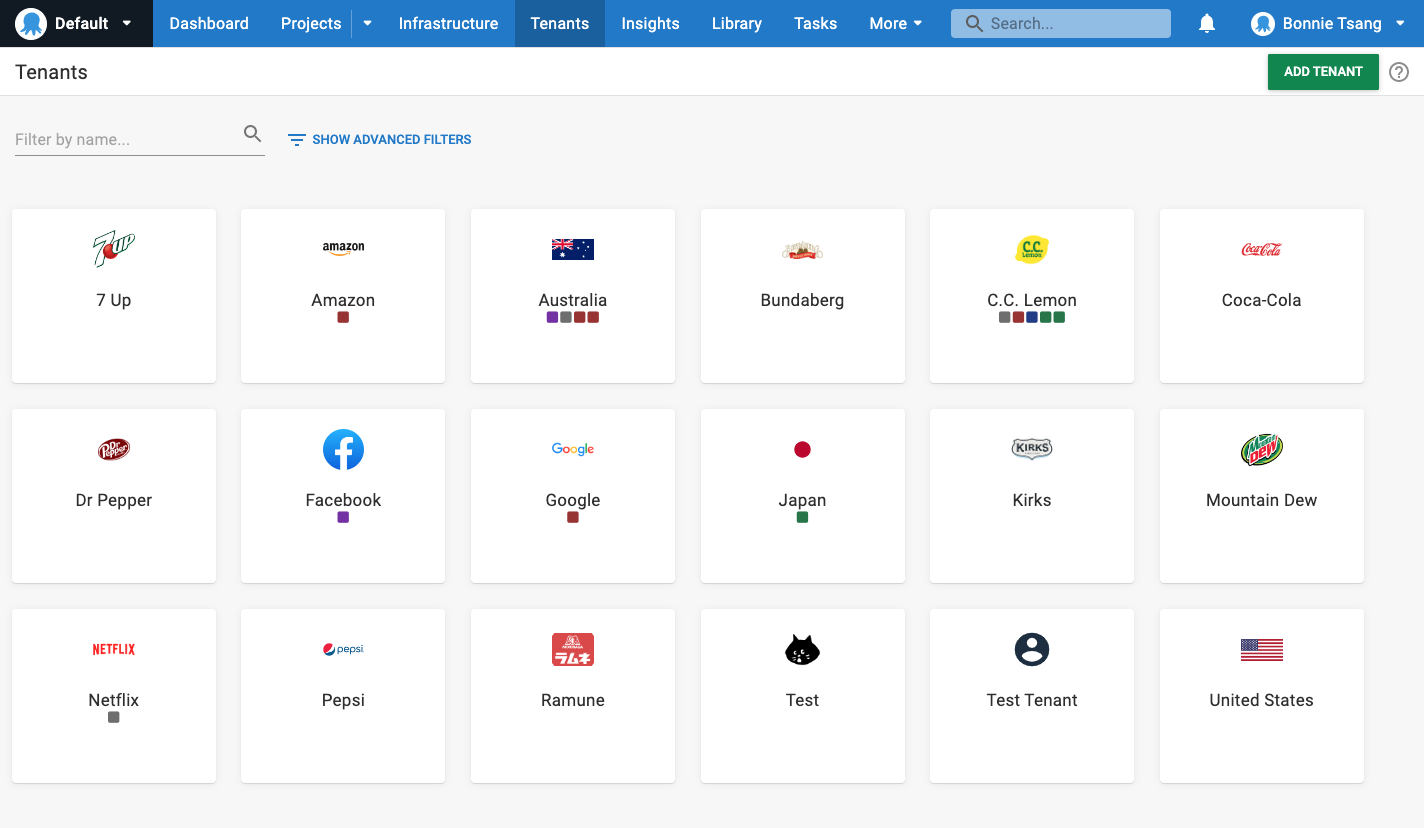 Default
Dashboard
Projects
Infrastructure
Tenants
Insights
Library
Tasks
More
Search...
Bonnie Tsang
Tenants
ADD TENANT
?
Filter by name...
SHOW ADVANCED FILTERS
7UP
amazon
C.C. Lemon
Coca-Cola
7 Up
Amazon
Australia
Bundaberg
C.C. Lemon
Coca-Cola
Dr Pepper
Google
KIRKS
Mountain DEW
Dr Pepper
Facebook
Google
Japan
Kirks
Mountain Dew
NETFLIX
pepsi
ラムネ
Netflix
Pepsi
Ramune
Test
Test Tenant
United States